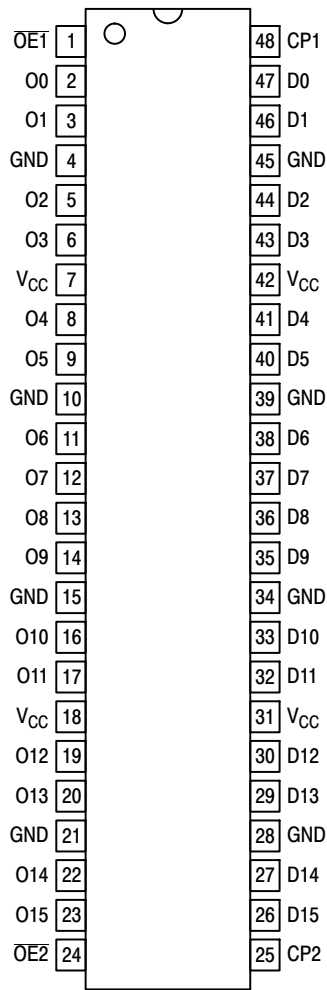 O̅E̅1̅ 1 48 CP1
O0 2 47 D0
O1 3 46 D1
GND 4 45 GND
O2 5 44 D2
O3 6 43 D3
VCC 7 42 VCC
O4 8 41 D4
O5 9 40 D5
GND 10 39 GND
O6 11 38 D6
O7 12 37 D7
O8 13 36 D8
O9 14 35 D9
GND 15 34 GND
O10 16 33 D10
O11 17 32 D11
VCC 18 31 VCC
O12 19 30 D12
O13 20 29 D13
GND 21 28 GND
O14 22 27 D14
O15 23 26 D15
O̅E̅2̅ 24 25 CP2